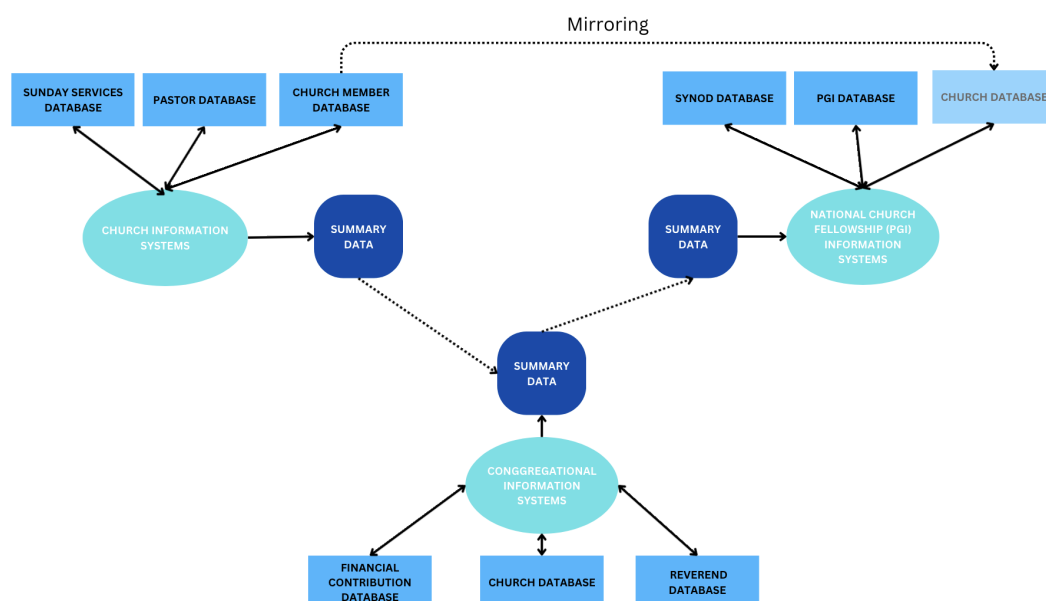 Mirroring
SUNDAY SERVICES
DATABASE
PASTOR DATABASE
CHURCH MEMBER
DATABASE
SYNOD DATABASE
PGI DATABASE
CHURCH DATABASE
CHURCH INFORMATION
SYSTEMS
SUMMARY
DATA
SUMMARY
DATA
NATIONAL CHURCH
FELLOWSHIP (PGI)
INFORMATION
SYSTEMS
SUMMARY
DATA
CONGGREGATIONAL
INFORMATION
SYSTEMS
FINANCIAL
CONTRIBUTION
DATABASE
CHURCH DATABASE
REVEREND
DATABASE